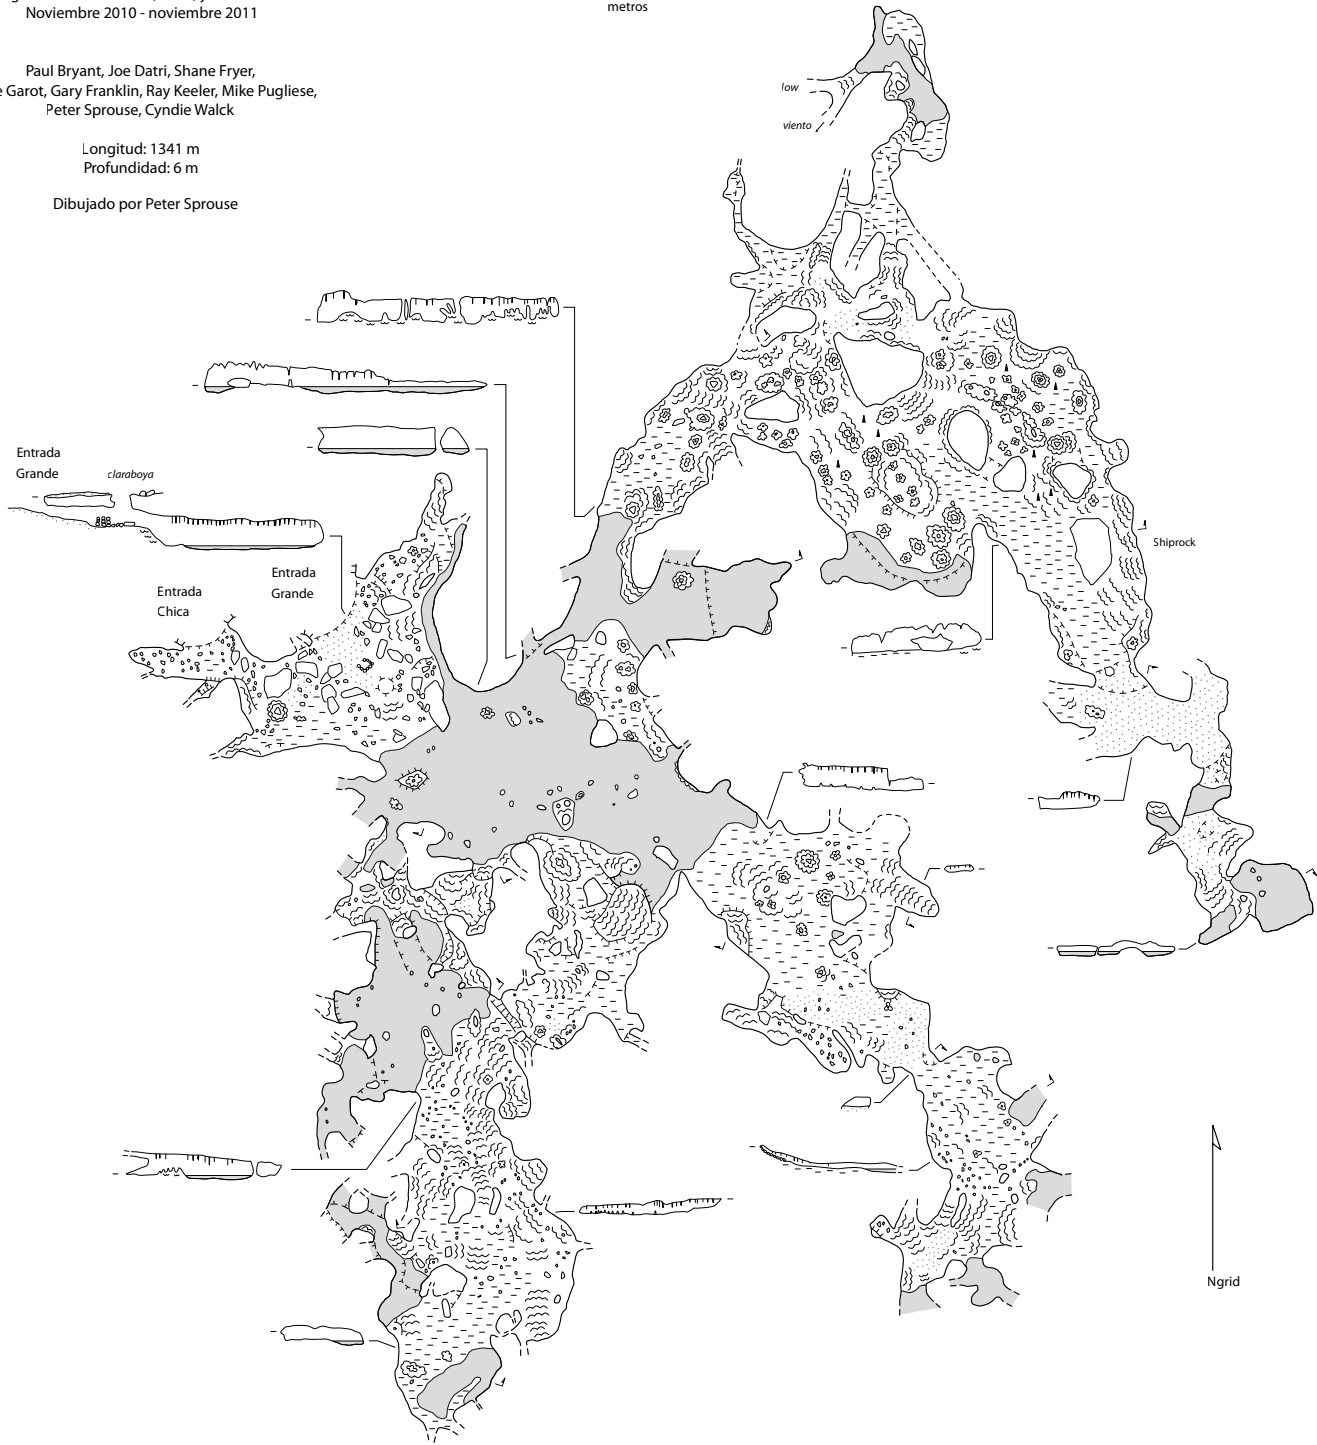 Noviembre 2010 - noviembre 2011
metros
Paul Bryant, Joe Datri, Shane Fryer,
Garot, Gary Franklin, Ray Keeler, Mike Pugliese,
Peter Sprouse, Cyndie Walck
Longitud: 1341 m
Profundidad: 6 m
Dibujado por Peter Sprouse
low
viento
Entrada
Grande
claraboya
Entrada
Chica
Entrada
Grande
Shiprock
Ngrid